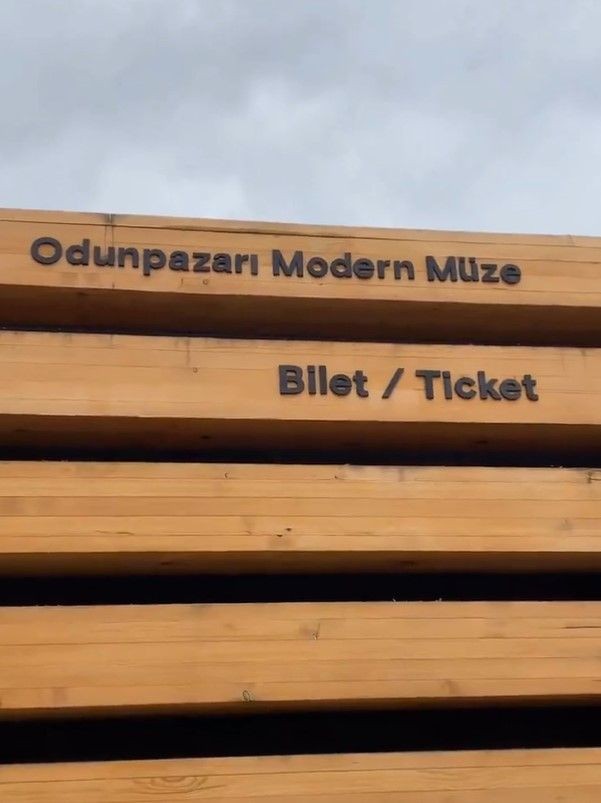 Odunpazarı Modern Müze
Bilet / Ticket